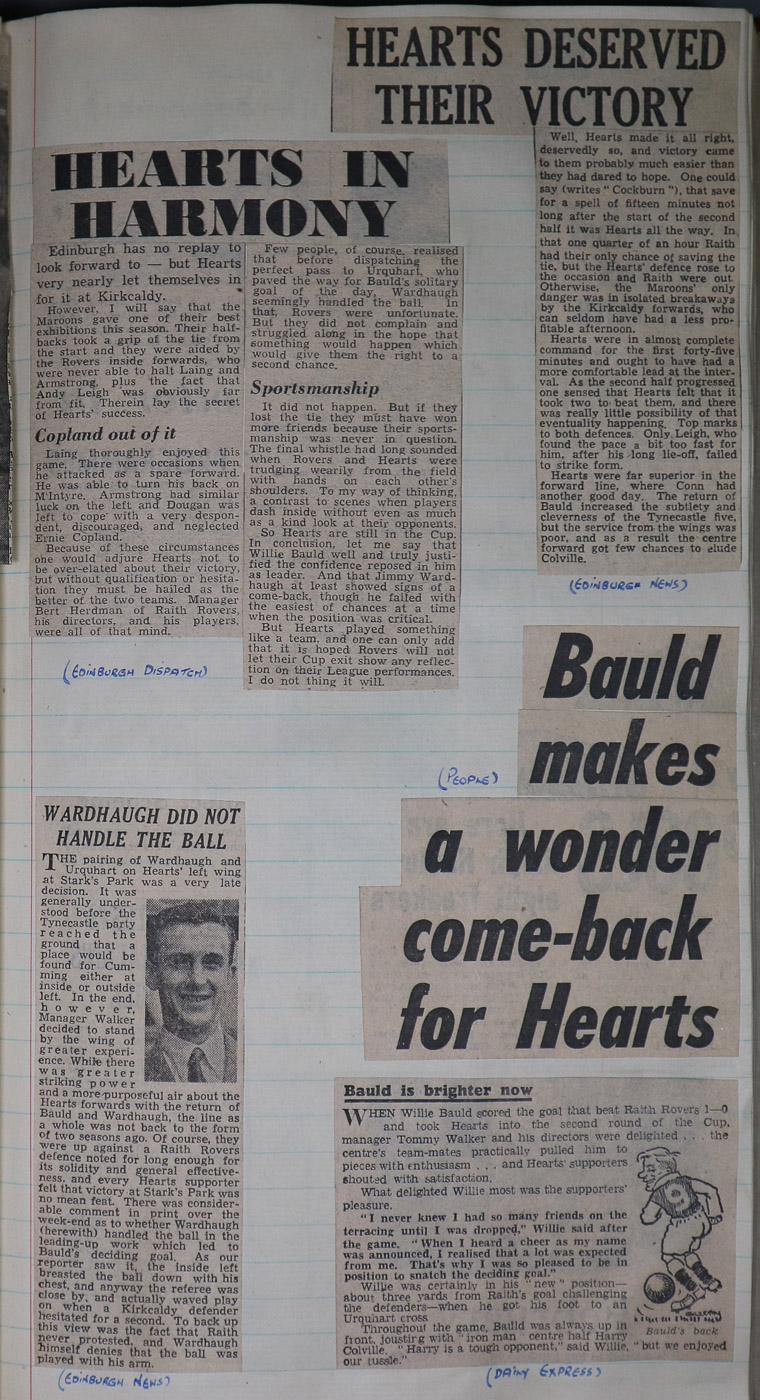 HEARTS DESERVED
THEIR VICTORY
Well, Hearts made it all right,
deservedly so, and victory came
to them probably much easier than
they had dared to hope. One could
say (writes " Cockburn "), that save
for a spell of fifteen minutes not
long after the start of the second
half it was Hearts all the way. In
that one quarter of an hour Raith
had their only chance of saving the
tie, but the Hearts' defence rose to
the occasion and Raith were out.
Otherwise, the Maroons' only
danger was in isolated breakaways
by the Kirkcaldy forwards, who
can seldom have had a less pro-
fitable afternoon.
Hearts were in almost complete
command for the first forty-five
minutes and ought to have had a
more comfortable lead at the inter-
val. As the second half progressed
one sensed that Hearts felt that it
took two to beat them, and there
was really little possibility of that
eventuality happening. Top marks
to both defences. Only Leigh, who
found the pace a bit too fast for
him, after his long lie-off, failed
to strike form.
Hearts were far superior in the
forward line, where Conn had
another good day. The return of
Bauld increased the subtlety and
cleverness of the Tynecastle five,
but the service from the wings was
poor, and as a result the centre
forward got few chances to elude
Colville.
(EDINBURGH NEWS)
HEARTS IN
HARMONY
Edinburgh has no replay to
look forward to — but Hearts
very nearly let themselves in
for it at Kirkcaldy.
However, I will say that the
Maroons gave one of their best
exhibitions this season. Their half-
backs took a grip of the tie from
the start and they were aided by
the Rovers inside forwards, who
were never able to halt Laing and
Armstrong, plus the fact that
Andy Leigh was obviously far
from fit. Therein lay the secret
of Hearts' success.
Copland out of it
Laing thoroughly enjoyed this
game. There were occasions when
he attacked as a spare forward.
He was able to turn his back on
M'Intyre. Armstrong had similar
luck on the left and Dougan was
left to cope with a very despon-
dent, discouraged, and neglected
Ernie Copland.
Because of these circumstances
one would adjure Hearts not to
be over-elated about their victory,
but without qualification or hesita-
tion they must be hailed as the
better of the two teams. Manager
Bert Herdman of Raith Rovers,
his directors, and his players,
were all of that mind.
(EDINBURGH DISPATCH)
Few people, of course, realised
that before dispatching the
perfect pass to Urquhart, who
paved the way for Bauld's solitary
goal of the day, Wardhaugh
seemingly handled the ball. In
that, Rovers were unfortunate.
But they did not complain and
struggled along in the hope that
something would happen which
would give them the right to a
second chance.
Sportsmanship
It did not happen. But if they
lost the tie they must have won
more friends because their sports-
manship was never in question.
The final whistle had long sounded
when Rovers and Hearts were
trudging wearily from the field
with hands on each other's
shoulders. To my way of thinking,
a contrast to scenes when players
dash inside without even as much
as a kind look at their opponents.
So Hearts are still in the Cup.
In conclusion, let me say that
Willie Bauld well and truly justi-
fied the confidence reposed in him
as leader. And that Jimmy Ward-
haugh at least showed signs of a
come-back, though he failed with
the easiest of chances at a time
when the position was critical.
But Hearts played something
like a team, and one can only add
that it is hoped Rovers will not
let their Cup exit show any reflec-
tion on their League performances.
I do not thing it will.
Bauld
makes
(PEOPLE)
a wonder
come-back
for Hearts
WARDHAUGH DID NOT
HANDLE THE BALL
THE pairing of Wardhaugh and
Urquhart on Hearts' left wing
at Stark's Park was a very late
decision. It was
generally under-
stood before the
Tynecastle party
reached the
ground that a
place would be
found for Cum-
ming either at
inside or outside
left. In the end,
however,
Manager Walker
decided to stand
by the wing of
greater experi-
ence. While there
was greater
striking power
and a more purposeful air about the
Hearts forwards with the return of
Bauld and Wardhaugh, the line as
a whole was not back to the form
of two seasons ago. Of course, they
were up against a Raith Rovers
defence noted for long enough for
its solidity and general effective-
ness, and every Hearts supporter
felt that victory at Stark's Park was
no mean feat. There was consider-
able comment in print over the
week-end as to whether Wardhaugh
(herewith) handled the ball in the
leading-up work which led to
Bauld's deciding goal. As our
reporter saw it, the inside left
breasted the ball down with his
chest, and anyway the referee was
close by, and actually waved play
on when a Kirkcaldy defender
hesitated for a second. To back up
this view was the fact that Raith
never protested, and Wardhaugh
himself denies that the ball was
played with his arm.
(EDINBURGH NEWS)
Bauld is brighter now
WHEN Willie Bauld scored the goal that beat Raith Rovers 1—0
and took Hearts into the second round of the Cup,
manager Tommy Walker and his directors were delighted . . . the
centre's team-mates practically pulled him to
pieces with enthusiasm . . . and Hearts' supporters
shouted with satisfaction.
What delighted Willie most was the supporters'
pleasure.
"I never knew I had so many friends on the
terracing until I was dropped," Willie said after
the game. "When I heard a cheer as my name
was announced, I realised that a lot was expected
from me. That's why I was so pleased to be in
position to snatch the deciding goal."
Willie was certainly in his "new" position—
about three yards from Raith's goal challenging
the defenders—when he got his foot to an
Urquhart cross
Throughout the game, Bauld was always up in
front, jousting with "iron man" centre half Harry
Colville. "Harry is a tough opponent," said Willie, "but we enjoyed
our tussle."
Bauld's back
(DAILY EXPRESS)